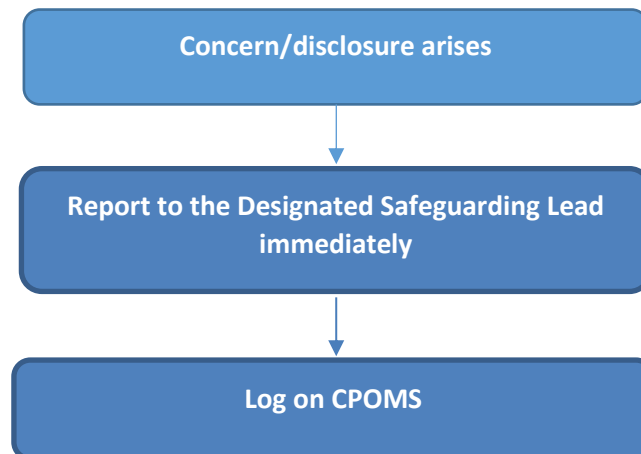 Concern/disclosure arises
Report to the Designated Safeguarding Lead
immediately
Log on CPOMS